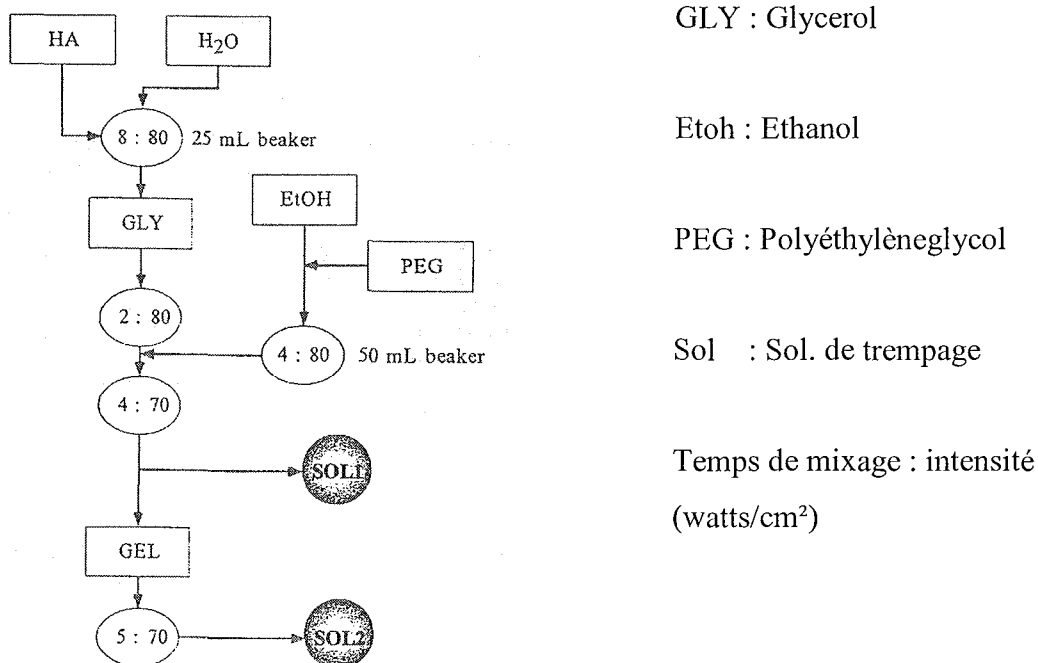 HA
H₂O
8 : 80
25 mL beaker
GLY
EtOH
PEG
2 : 80
4 : 80
50 mL beaker
4 : 70
SOL1
GEL
5 : 70
SOL2
GLY : Glycerol
Etoh : Ethanol
PEG : Polyéthylèneglycol
Sol : Sol. de trempage
Temps de mixage : intensité
(watts/cm²)